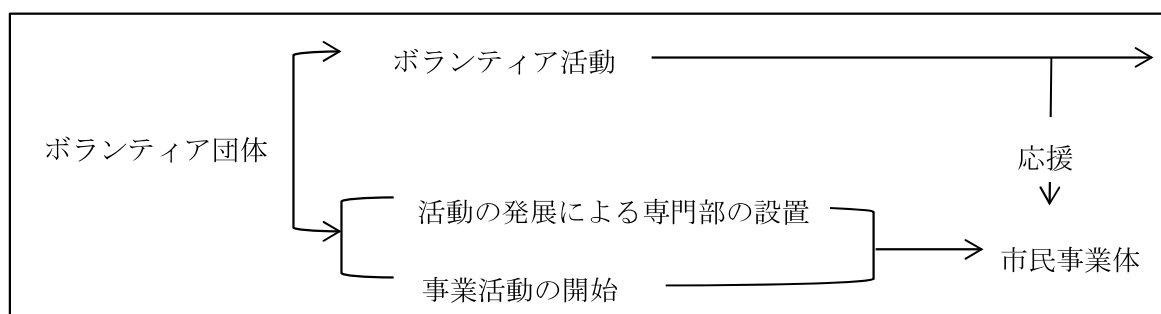 ボランティア活動
ボランティア団体
応援
活動の発展による専門部の設置
市民事業体
事業活動の開始